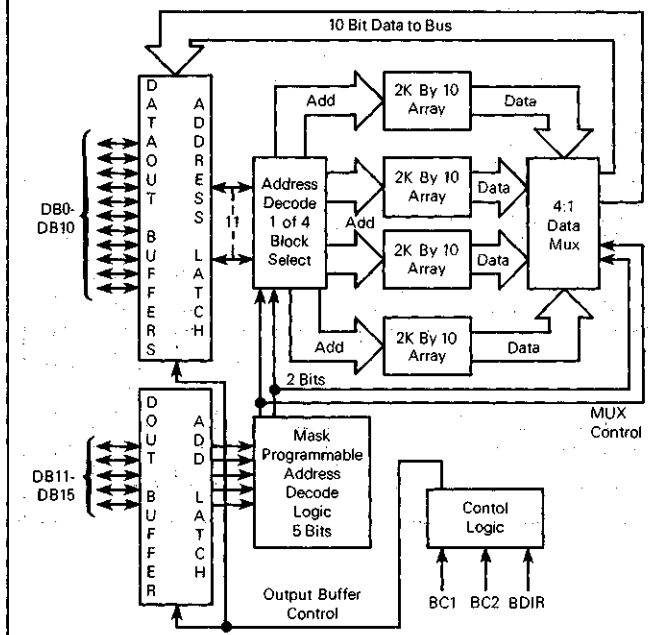 10 Bit Data to Bus
DATAOUT BUFFERS
ADDRESS LATCH
DB0-
DB10
11
Address
Decode
1 of 4
Block
Select
Add
2K By 10
Array
Data
2K By 10
Array
Data
Add
2K By 10
Array
Data
Add
2K By 10
Array
Data
4:1
Data
Mux
2 Bits
MUX
Control
DB11-
DB15
DOUT BUFFER
ADD LATCH
Mask
Programmable
Address
Decode
Logic
5 Bits
Contol
Logic
Output Buffer
Control
BC1 BC2 BDIR